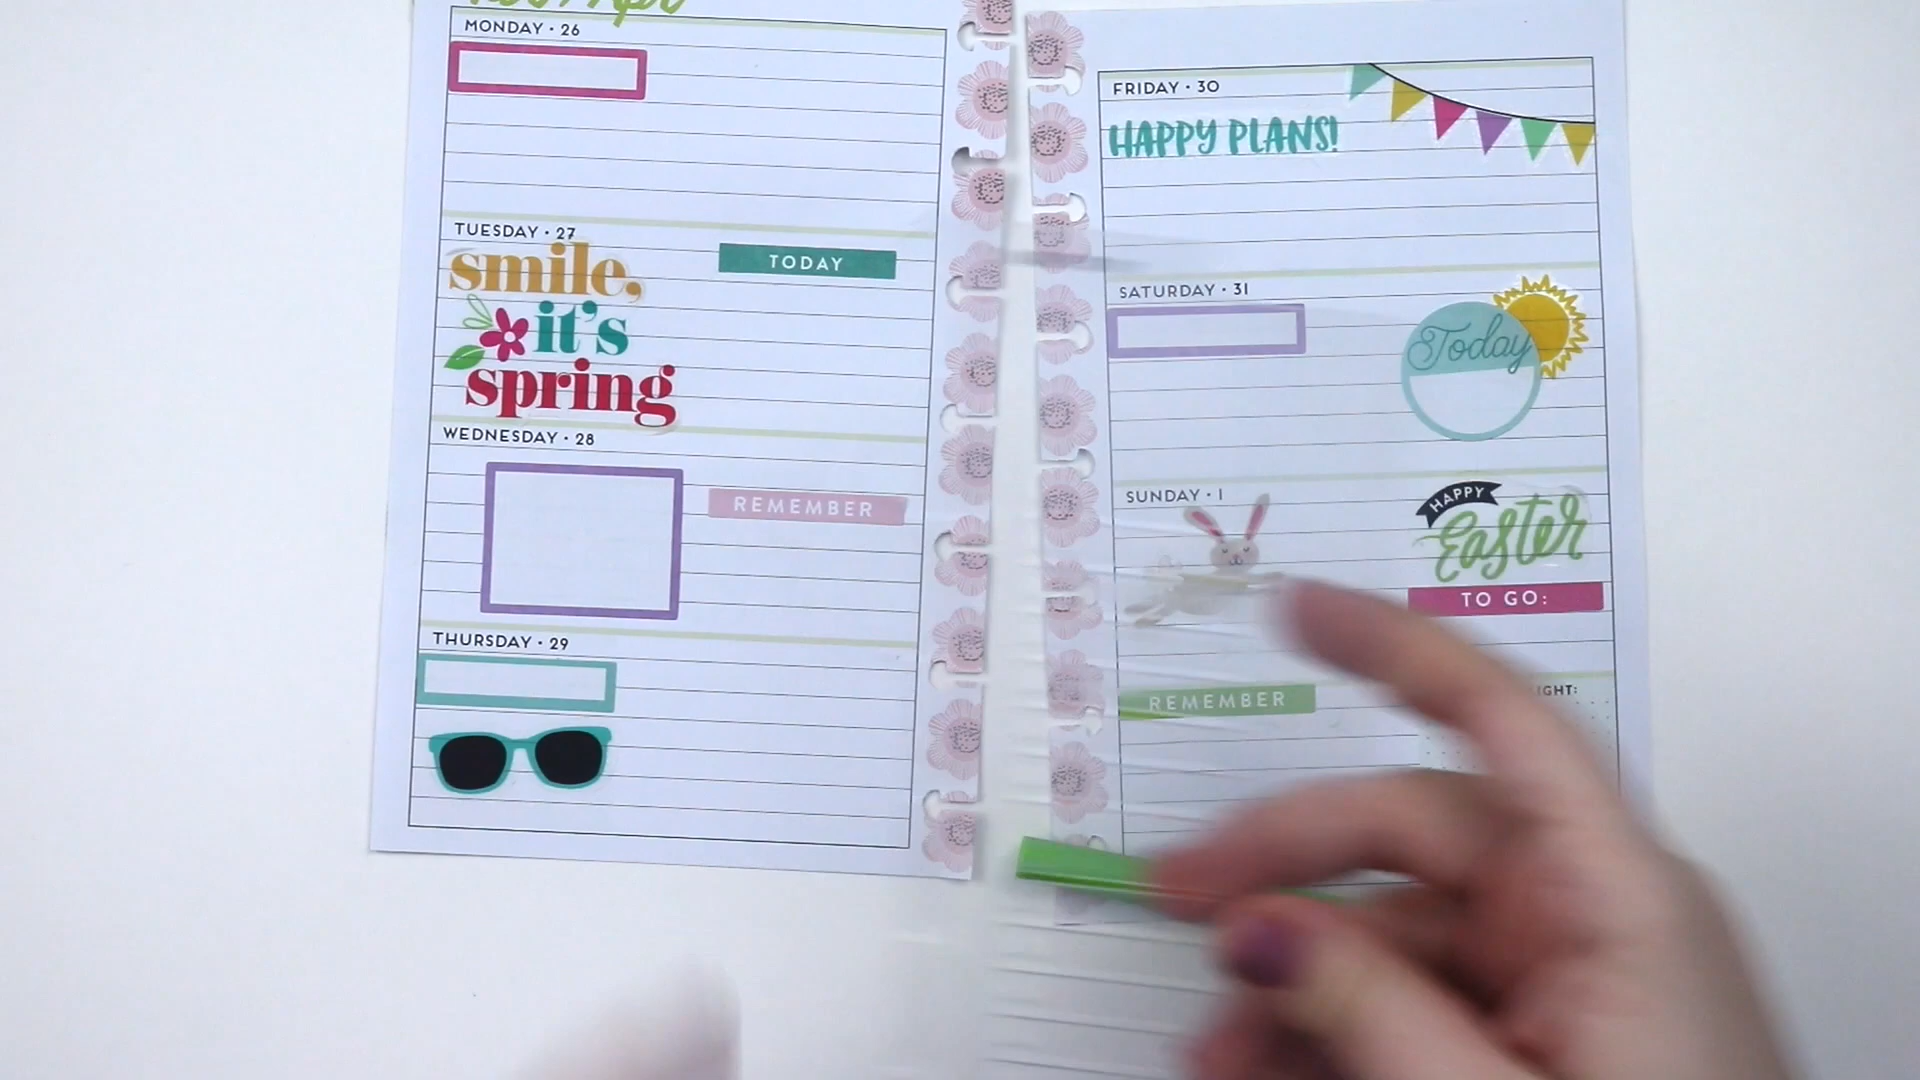 MONDAY · 26
TUESDAY · 27
smile,
it's
spring
TODAY
WEDNESDAY · 28
REMEMBER
THURSDAY · 29
FRIDAY · 30
HAPPY PLANS!
SATURDAY · 31
Today
SUNDAY · 1
HAPPY
Easter
TO GO:
REMEMBER